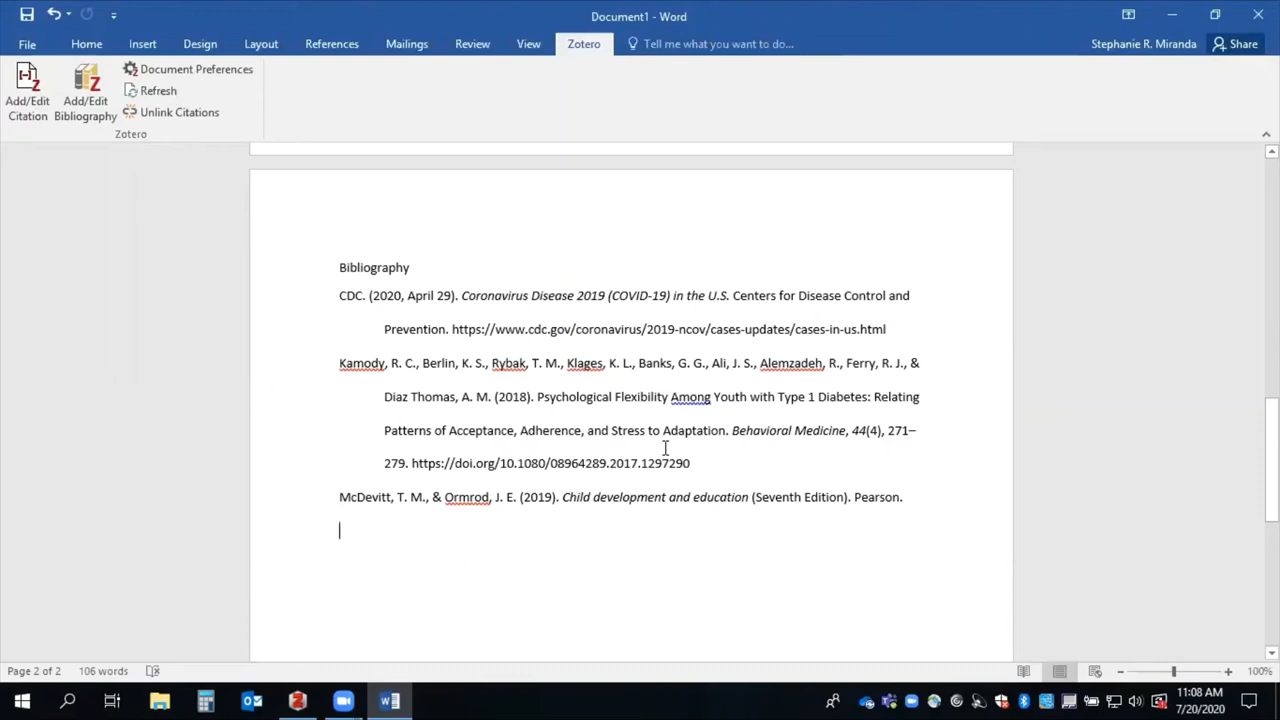 Document1 - Word
File Home Insert Design Layout References Mailings Review View Zotero Tell me what you want to do... Stephanie R. Miranda Share
Add/Edit Citation
Add/Edit Bibliography
Document Preferences
Refresh
Unlink Citations
Zotero
Bibliography
CDC. (2020, April 29). Coronavirus Disease 2019 (COVID-19) in the U.S. Centers for Disease Control and
Prevention. https://www.cdc.gov/coronavirus/2019-ncov/cases-updates/cases-in-us.html
Kamody, R. C., Berlin, K. S., Rybak, T. M., Klages, K. L., Banks, G. G., Ali, J. S., Alemzadeh, R., Ferry, R. J., &
Diaz Thomas, A. M. (2018). Psychological Flexibility Among Youth with Type 1 Diabetes: Relating
Patterns of Acceptance, Adherence, and Stress to Adaptation. Behavioral Medicine, 44(4), 271–
279. https://doi.org/10.1080/08964289.2017.1297290
McDevitt, T. M., & Ormrod, J. E. (2019). Child development and education (Seventh Edition). Pearson.
Page 2 of 2 106 words 100%
11:08 AM
7/20/2020